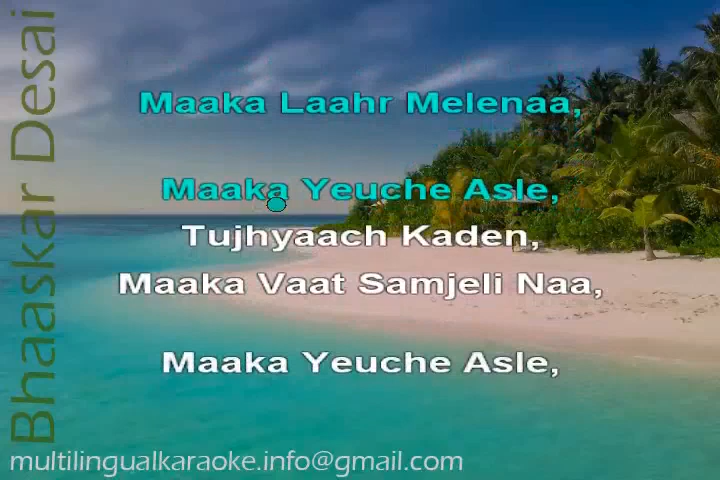 Bhaaskar Desai
Maaka Laahr Melenaa,
Maaka Yeuche Asle,
Tujhyaach Kaden,
Maaka Vaat Samjeli Naa,
Maaka Yeuche Asle,
multilingualkaraoke.info@gmail.com